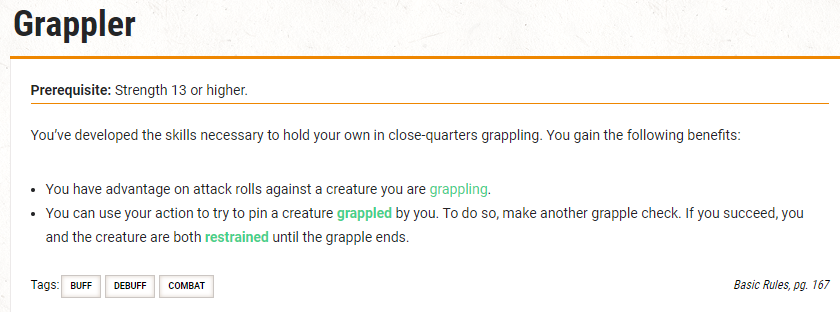 Grappler
Prerequisite: Strength 13 or higher.
You've developed the skills necessary to hold your own in close-quarters grappling. You gain the following benefits:
• You have advantage on attack rolls against a creature you are grappling.
• You can use your action to try to pin a creature grappled by you. To do so, make another grapple check. If you succeed, you
and the creature are both restrained until the grapple ends.
Tags: BUFF DEBUFF COMBAT Basic Rules, pg. 167